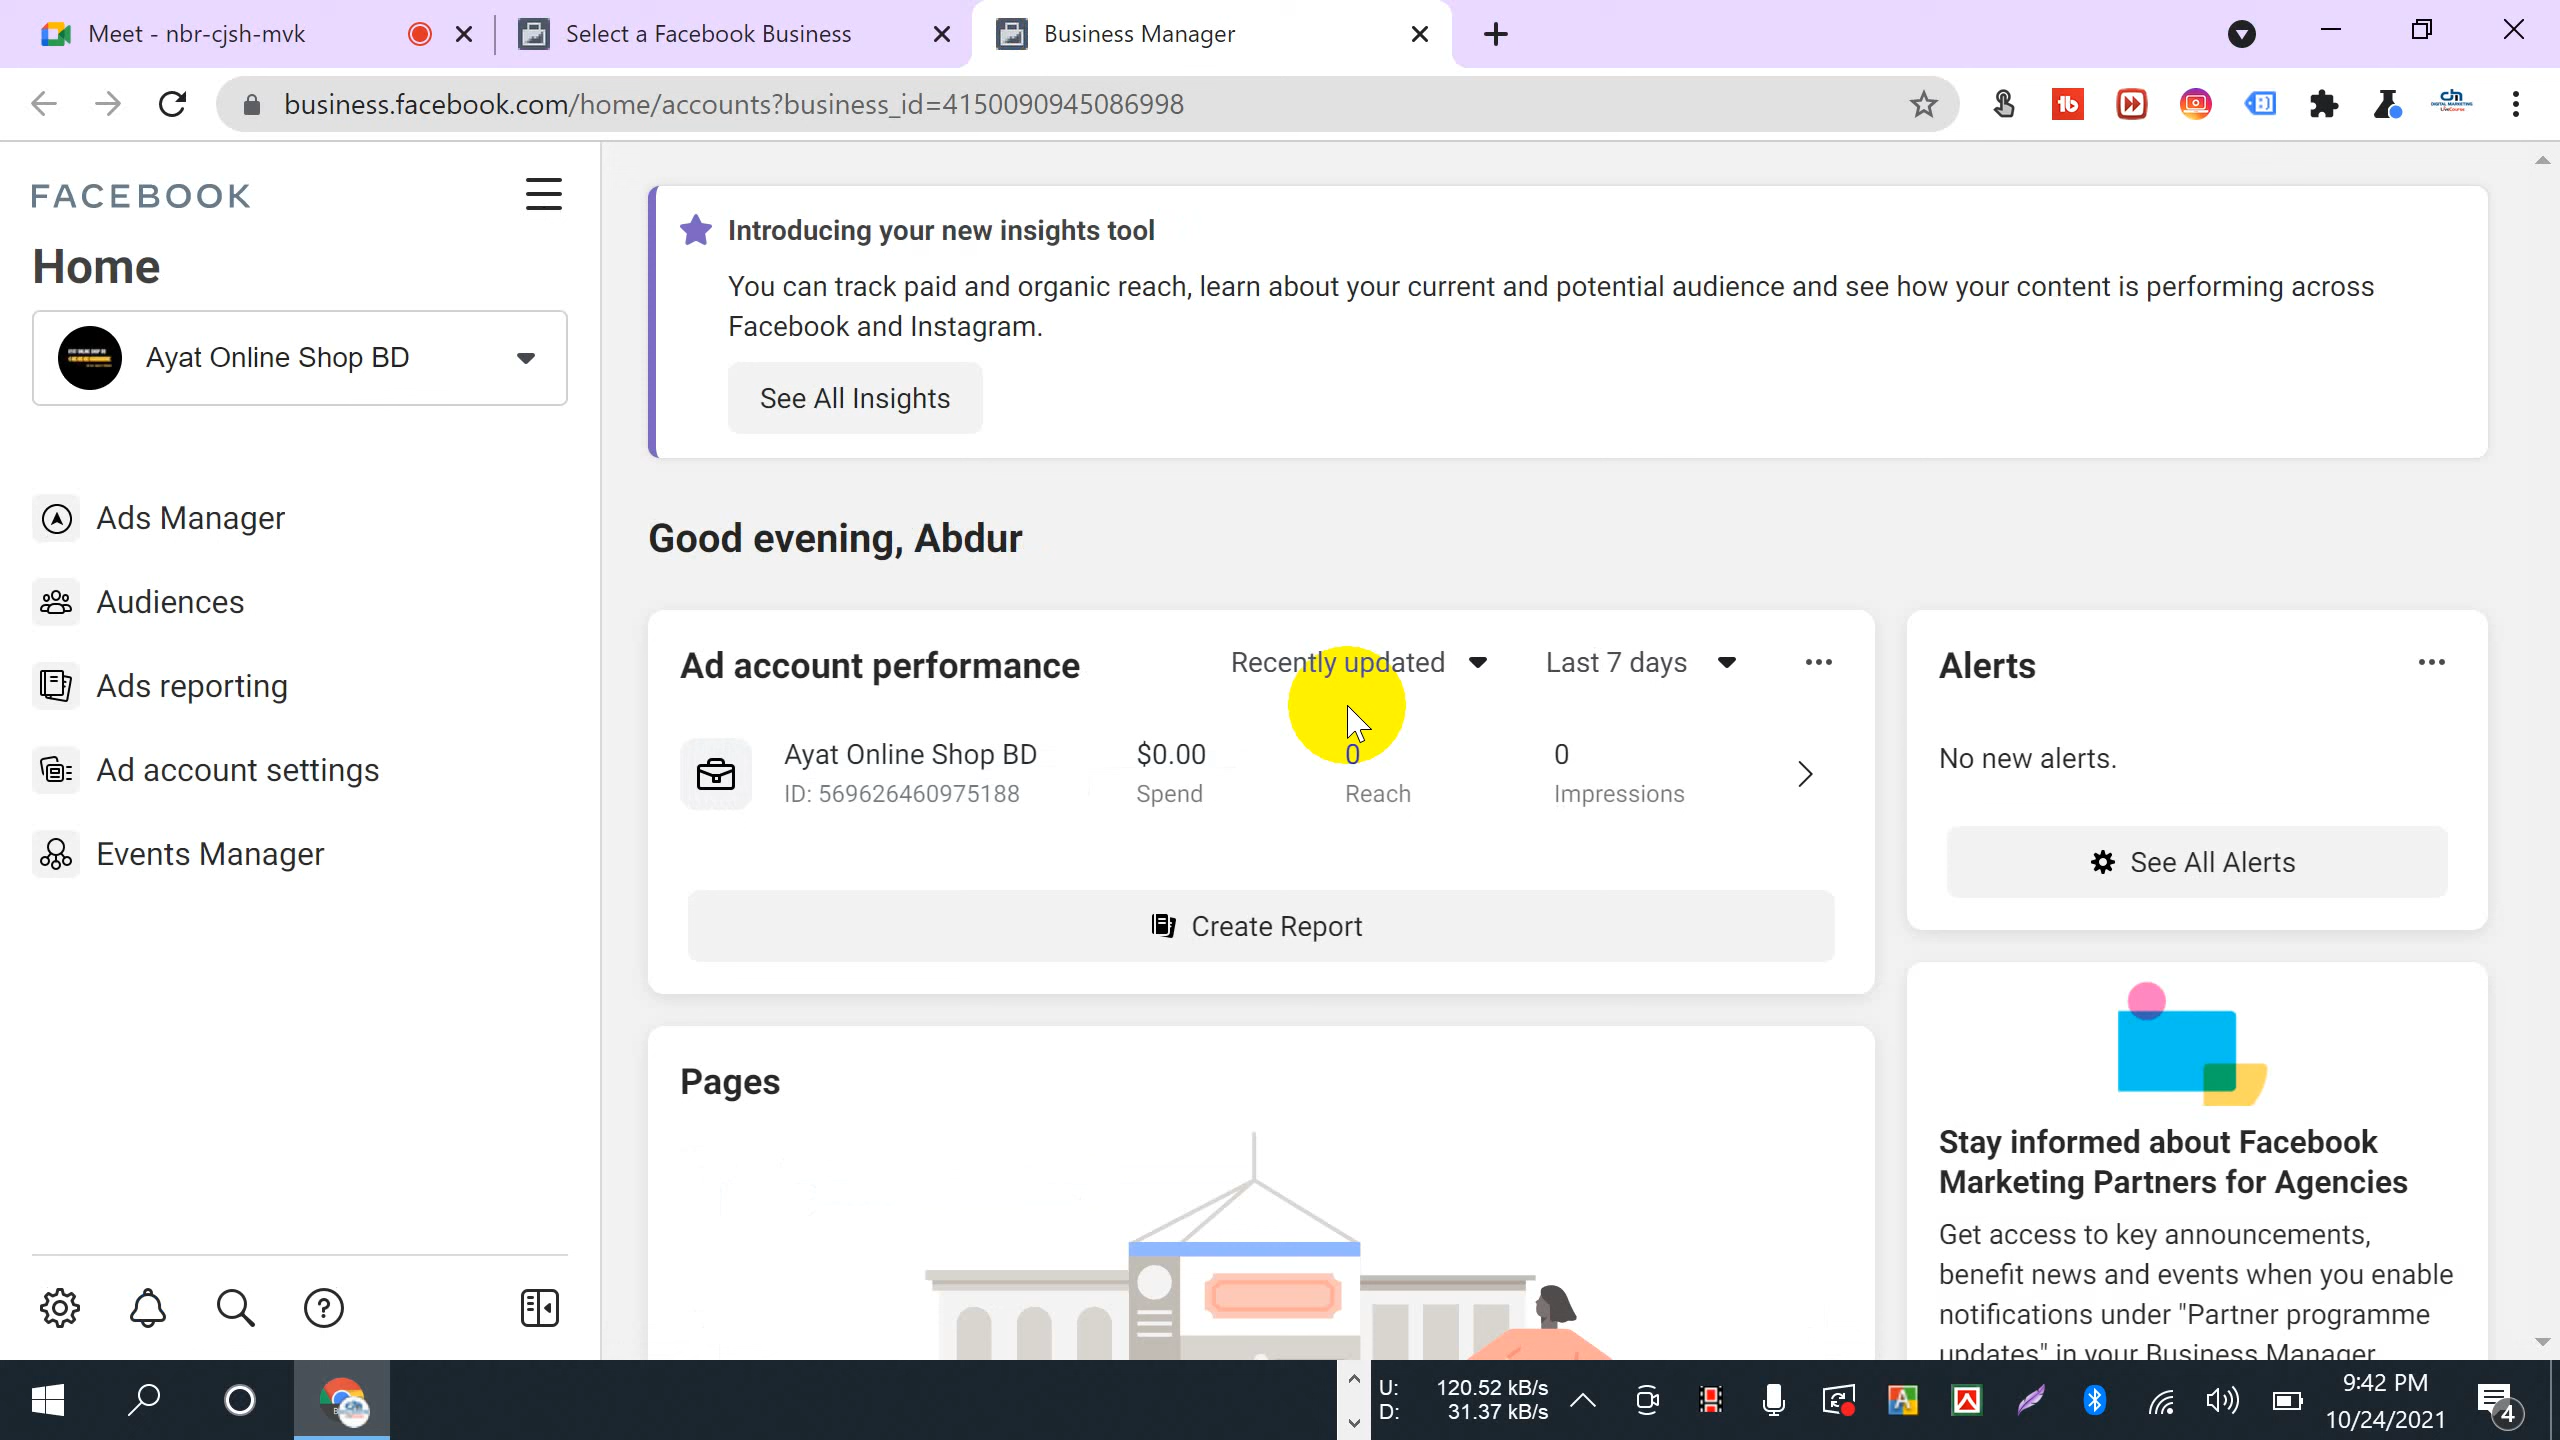 Meet - nbr-cjsh-mvk
Select a Facebook Business
Business Manager
business.facebook.com/home/accounts?business_id=4150090945086998
FACEBOOK
Home
Ayat Online Shop BD
Ads Manager
Audiences
Ads reporting
Ad account settings
Events Manager
Introducing your new insights tool
You can track paid and organic reach, learn about your current and potential audience and see how your content is performing across
Facebook and Instagram.
See All Insights
Good evening, Abdur
Ad account performance
Recently updated
Last 7 days
Ayat Online Shop BD
ID: 569626460975188
$0.00
Spend
0
Reach
0
Impressions
Create Report
Pages
Alerts
No new alerts.
See All Alerts
Stay informed about Facebook
Marketing Partners for Agencies
Get access to key announcements,
benefit news and events when you enable
notifications under "Partner programme
updates" in your Business Manager
U: 120.52 kB/s
D: 31.37 kB/s
9:42 PM
10/24/2021
4